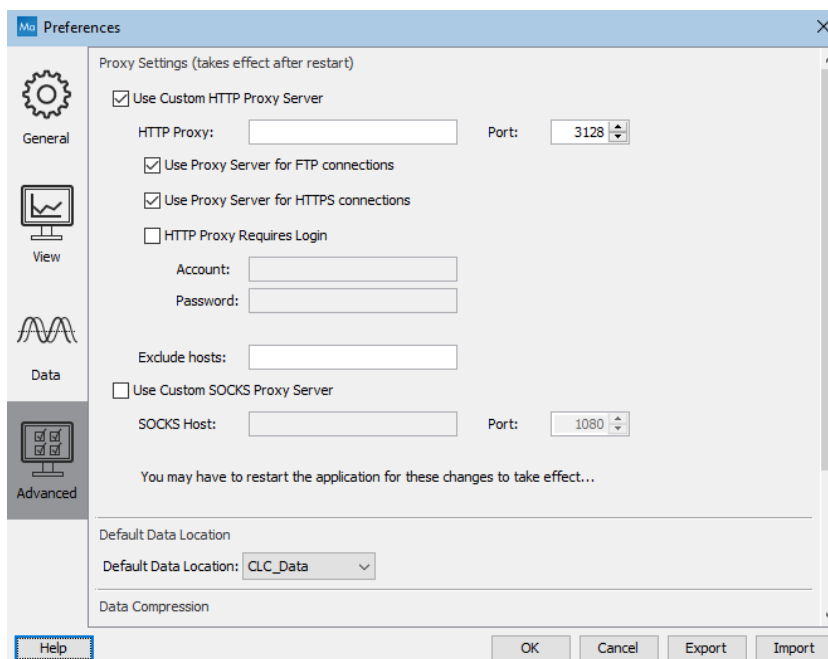 Ma Preferences
Proxy Settings (takes effect after restart)
Use Custom HTTP Proxy Server
General
HTTP Proxy: Port: 3128
Use Proxy Server for FTP connections
Use Proxy Server for HTTPS connections
HTTP Proxy Requires Login
View
Account:
Password:
Exclude hosts:
Data
Use Custom SOCKS Proxy Server
SOCKS Host: Port: 1080
You may have to restart the application for these changes to take effect...
Advanced
Default Data Location
Default Data Location: CLC_Data
Data Compression
Help OK Cancel Export Import